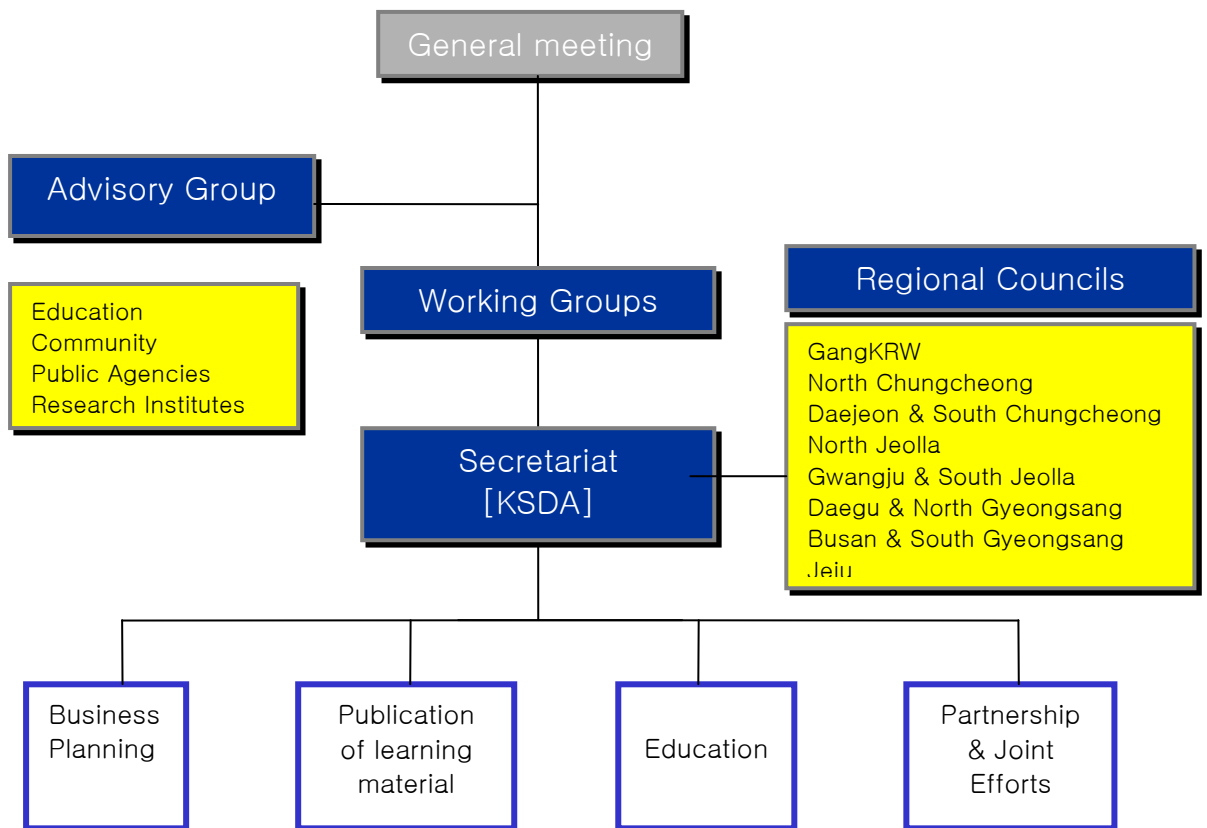 General meeting
Advisory Group
Education
Community
Public Agencies
Research Institutes
Working Groups
Regional Councils
GangKRW
North Chungcheong
Daejeon & South Chungcheong
North Jeolla
Gwangju & South Jeolla
Daegu & North Gyeongsang
Busan & South Gyeongsang
Jeju
Secretariat
[KSDA]
Business
Planning
Publication
of learning
material
Education
Partnership
& Joint
Efforts